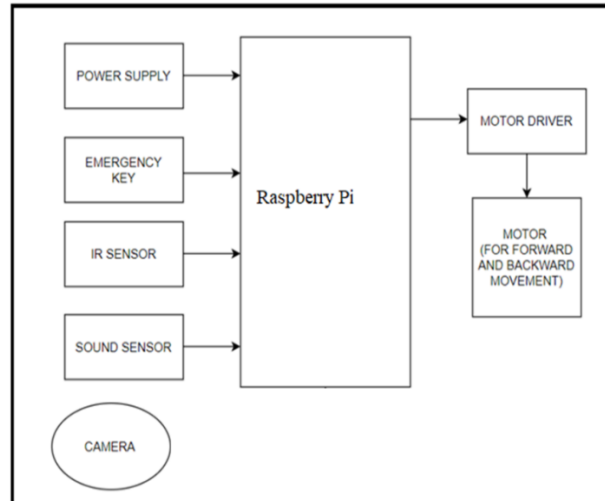 POWER SUPPLY
EMERGENCY
KEY
IR SENSOR
SOUND SENSOR
CAMERA
Raspberry Pi
MOTOR DRIVER
MOTOR
(FOR FORWARD
AND BACKWARD
MOVEMENT)